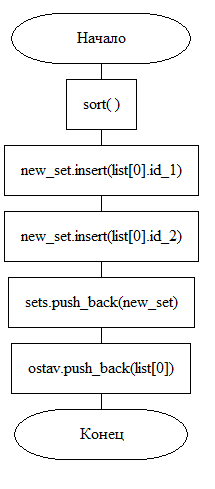 Начало
sort( )
new_set.insert(list[0].id_1)
new_set.insert(list[0].id_2)
sets.push_back(new_set)
ostav.push_back(list[0])
Конец